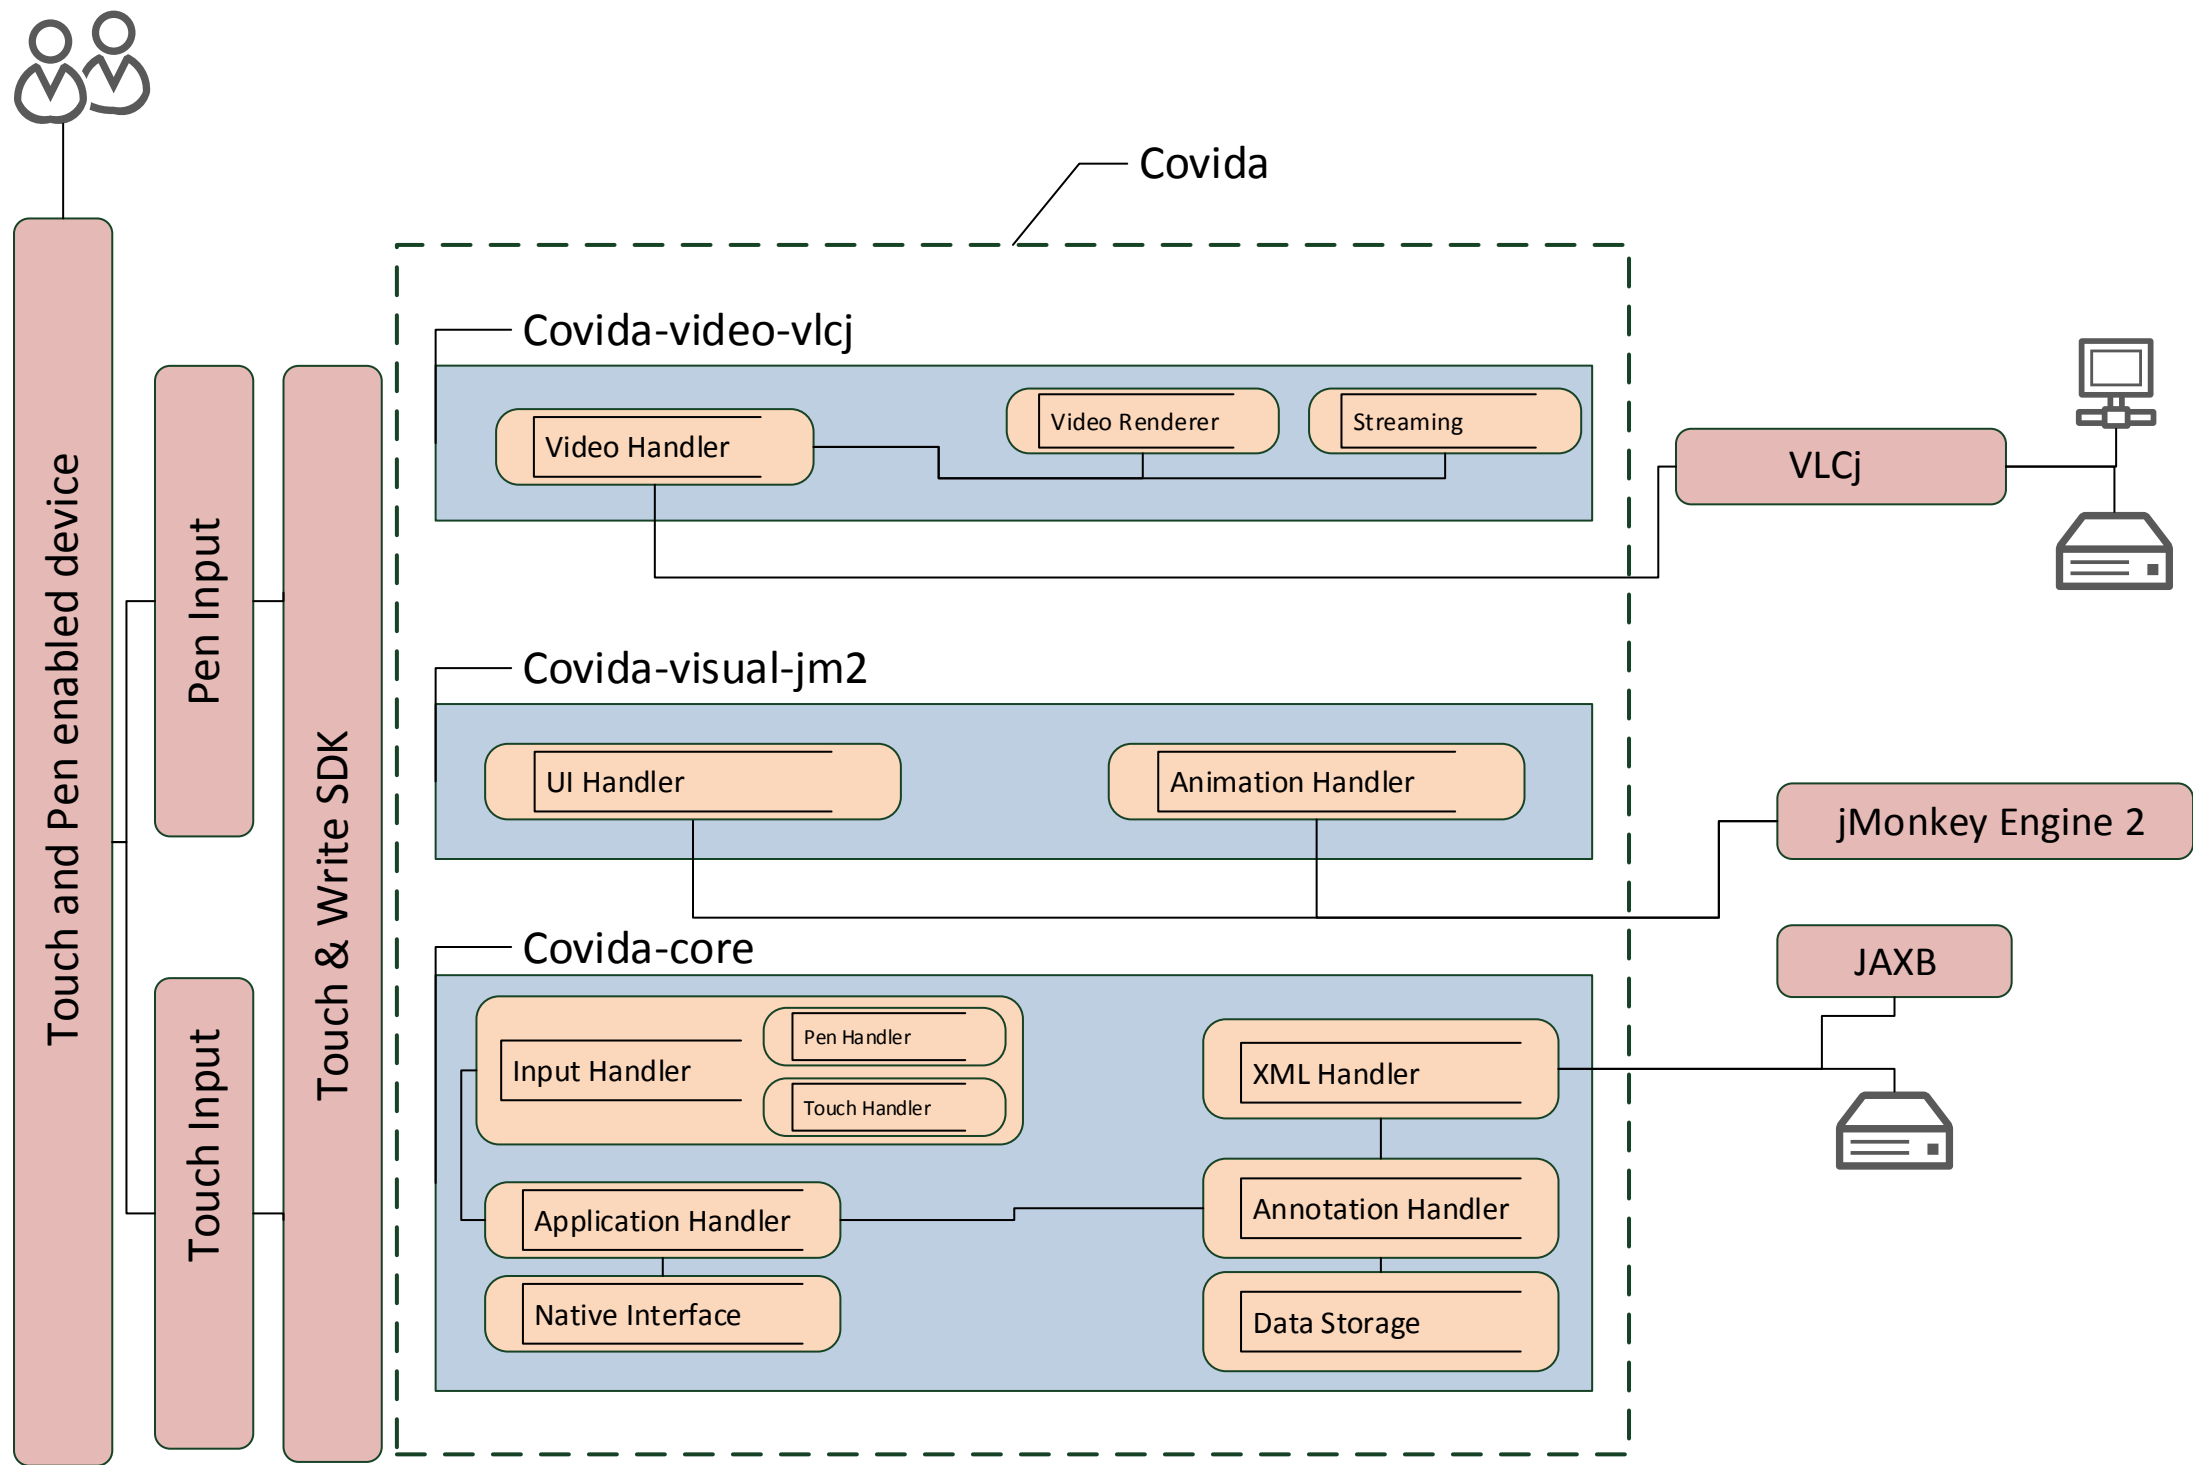 Covida
Touch and Pen enabled device
Pen Input
Touch Input
Touch & Write SDK
Covida-video-vlcj
Video Handler
Video Renderer
Streaming
VLCj
Covida-visual-jm2
UI Handler
Animation Handler
jMonkey Engine 2
Covida-core
JAXB
Input Handler
Pen Handler
Touch Handler
XML Handler
Application Handler
Annotation Handler
Native Interface
Data Storage